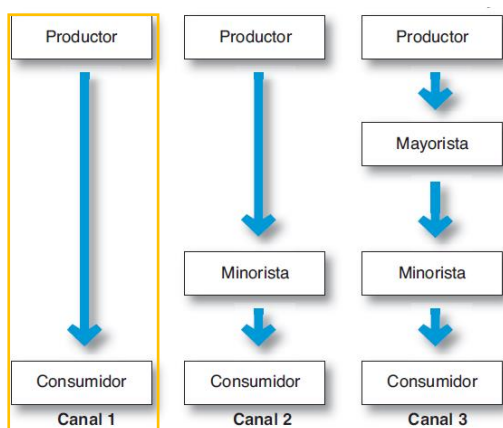 Productor
Productor
Productor
Mayorista
Minorista
Minorista
Consumidor
Consumidor
Consumidor
Canal 1
Canal 2
Canal 3